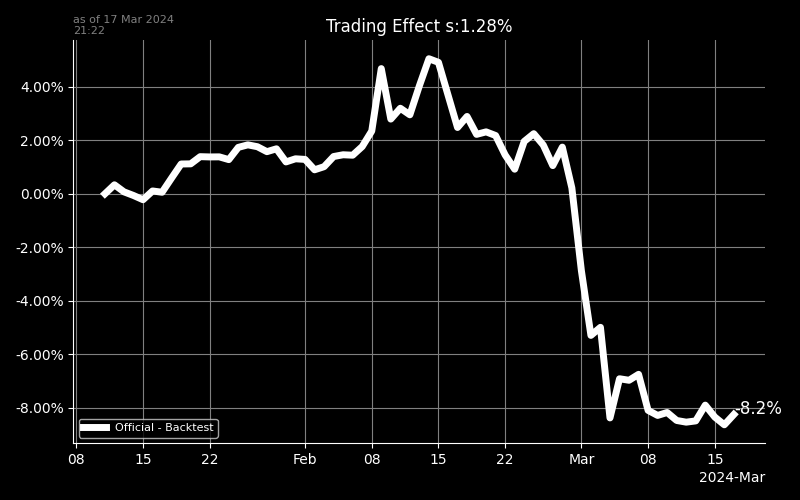 as of 17 Mar 2024
21:22
Trading Effect s:1.28%
4.00%
2.00%
0.00%
-2.00%
-4.00%
-6.00%
-8.00%
-8.2%
Official - Backtest
08 15 22 Feb 08 15 22 Mar 08 15
2024-Mar